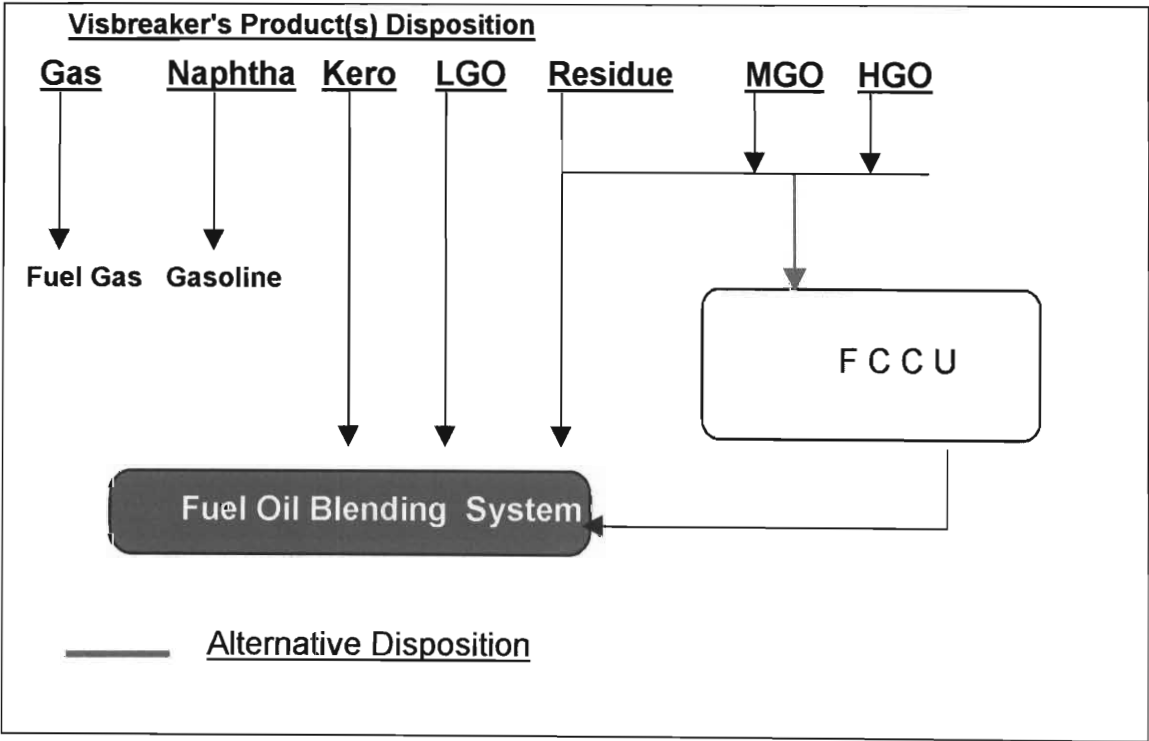 Visbreaker's Product(s) Disposition
Gas Naphtha Kero LGO Residue MGO HGO
Fuel Gas Gasoline
F C C U
Fuel Oil Blending System
Alternative Disposition